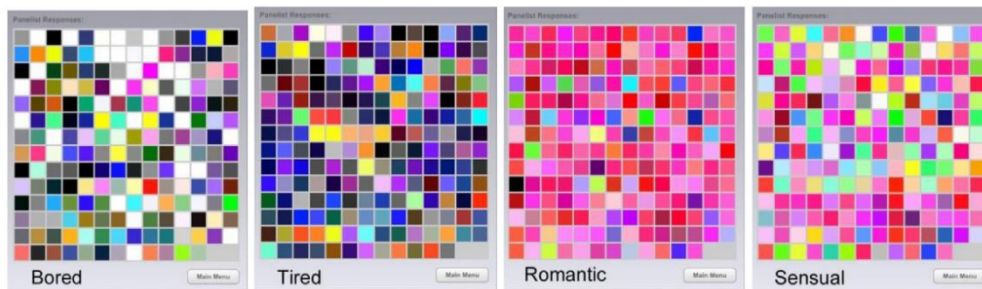 Panelist Responses:
Panelist Responses:
Panelist Responses:
Panelist Responses:
Bored
Main Menu
Tired
Main Menu
Romantic
Main Menu
Sensual
Main Menu